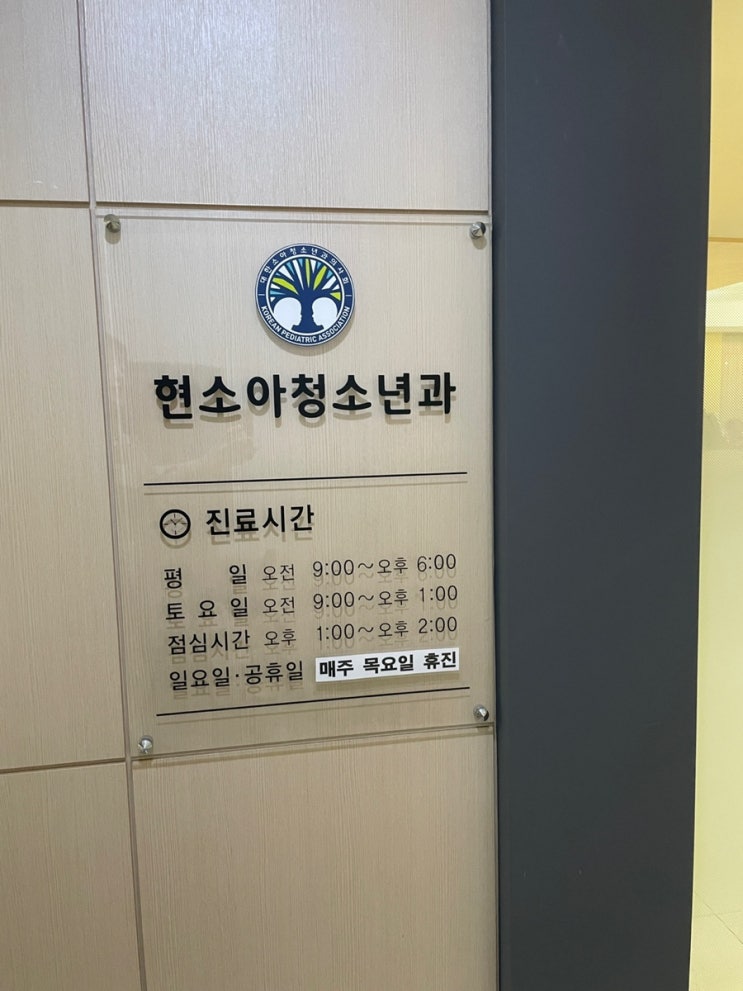 대한소아청소년과의사회
KOREAN PEDIATRIC ASSOCIATION
현소아청소년과
진료시간
평 일 오전 9:00~오후 6:00
토 요 일 오전 9:00~오후 1:00
점심시간 오후 1:00~오후 2:00
일요일·공휴일 매주 목요일 휴진